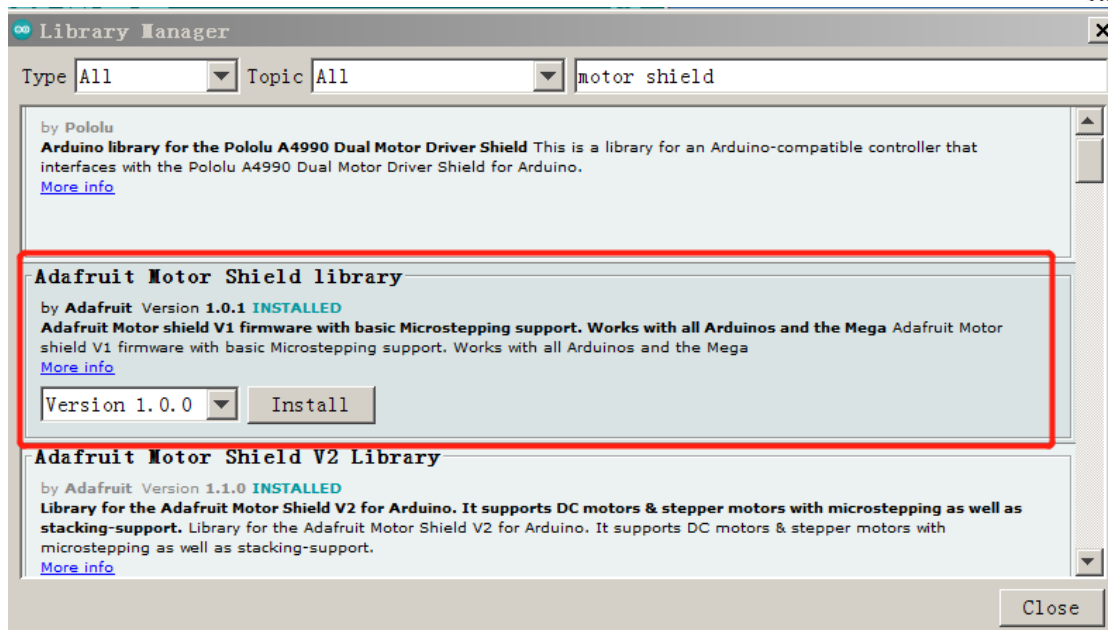 Library Manager
Type All Topic All motor shield
by Pololu
Arduino library for the Pololu A4990 Dual Motor Driver Shield This is a library for an Arduino-compatible controller that
interfaces with the Pololu A4990 Dual Motor Driver Shield for Arduino.
More info
Adafruit Motor Shield library
by Adafruit Version 1.0.1 INSTALLED
Adafruit Motor shield V1 firmware with basic Microstepping support. Works with all Arduinos and the Mega Adafruit Motor
shield V1 firmware with basic Microstepping support. Works with all Arduinos and the Mega
More info
Version 1.0.0 Install
Adafruit Motor Shield V2 Library
by Adafruit Version 1.1.0 INSTALLED
Library for the Adafruit Motor Shield V2 for Arduino. It supports DC motors & stepper motors with microstepping as well as
stacking-support. Library for the Adafruit Motor Shield V2 for Arduino. It supports DC motors & stepper motors with
microstepping as well as stacking-support.
More info
Close